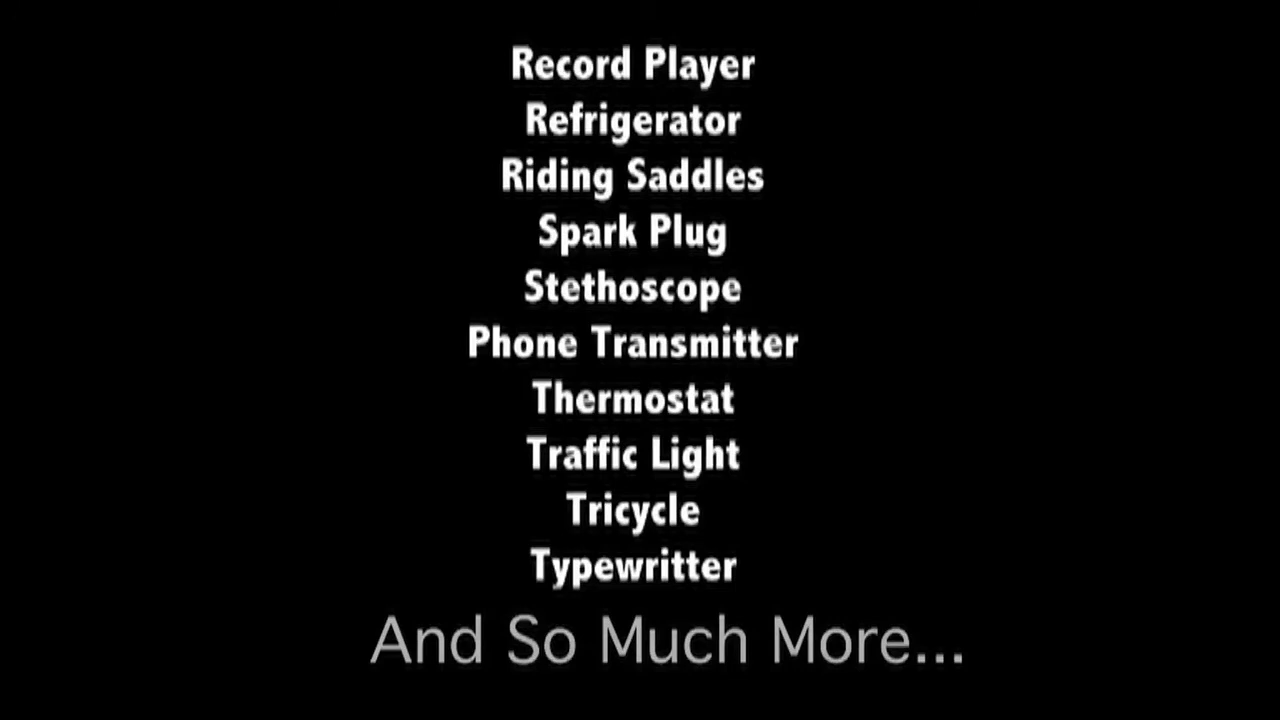 Record Player
Refrigerator
Riding Saddles
Spark Plug
Stethoscope
Phone Transmitter
Thermostat
Traffic Light
Tricycle
Typewritter
And So Much More...